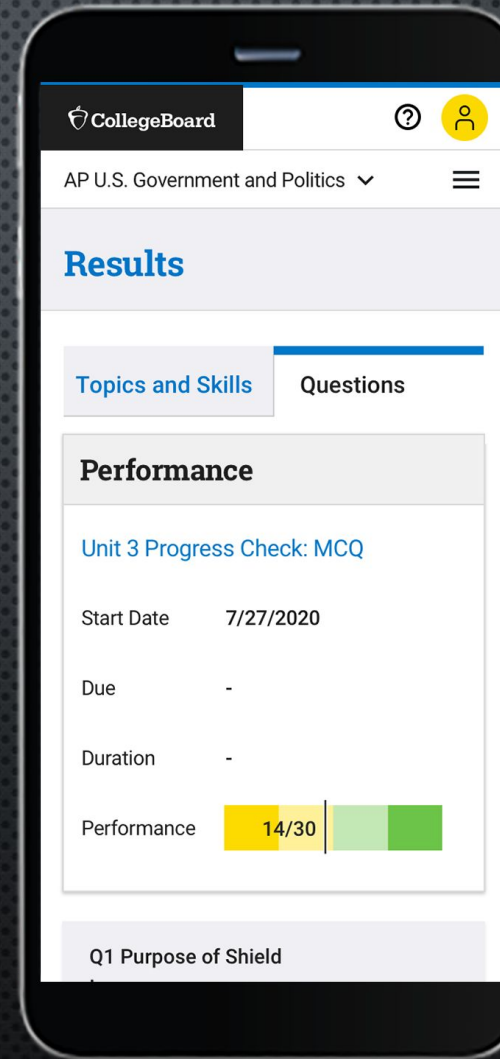 CollegeBoard
AP U.S. Government and Politics
Results
Topics and Skills Questions
Performance
Unit 3 Progress Check: MCQ
Start Date 7/27/2020
Due -
Duration -
Performance 14/30
Q1 Purpose of Shield